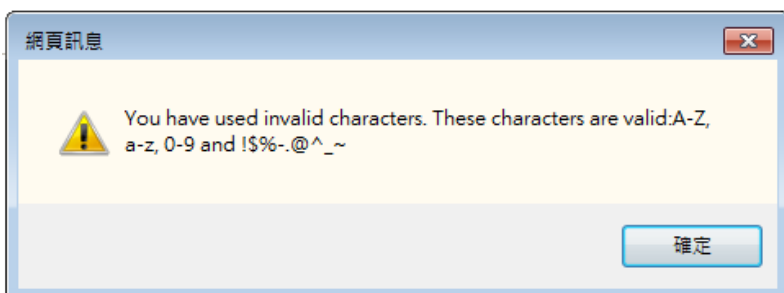 網頁訊息
You have used invalid characters. These characters are valid:A-Z,
a-z, 0-9 and !$%-.@^_~
確定